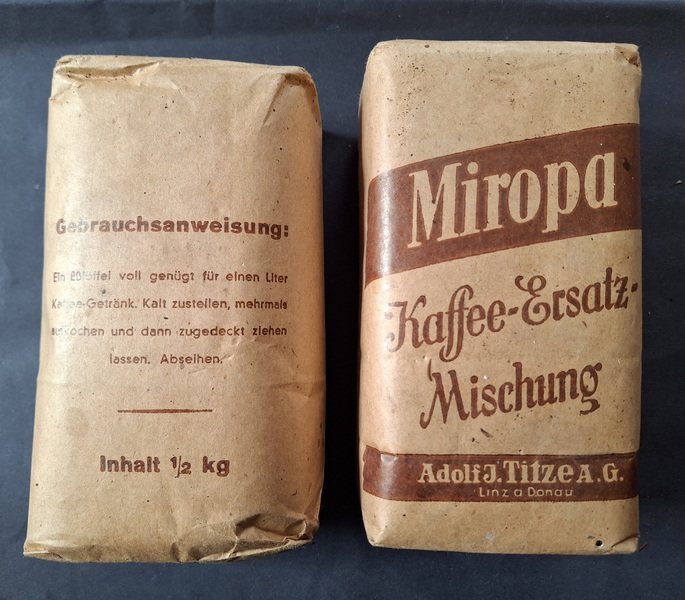 Gebrauchsanweisung:
Ein Eßlöffel voll genügt für einen Liter
Kaffee-Getränk. Kalt zustellen, mehrmals
aufkochen und dann zugedeckt ziehen
lassen. Abseihen.
Inhalt ½ kg
Miropa
Kaffee-Ersatz-
Mischung
Adolf J. Titze A.G.
Linz a Donau